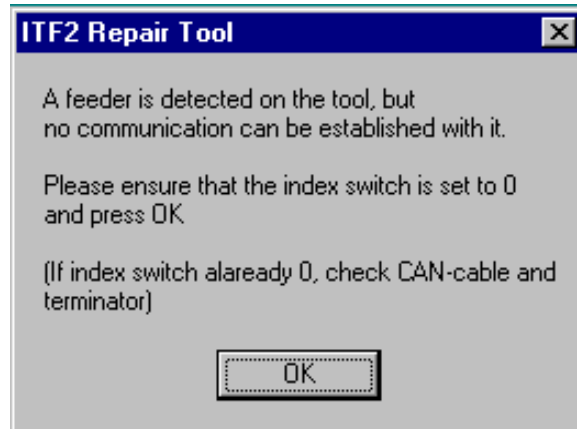 ITF2 Repair Tool
A feeder is detected on the tool, but
no communication can be established with it.
Please ensure that the index switch is set to 0
and press OK
(If index switch alaready 0, check CAN-cable and
terminator)
OK